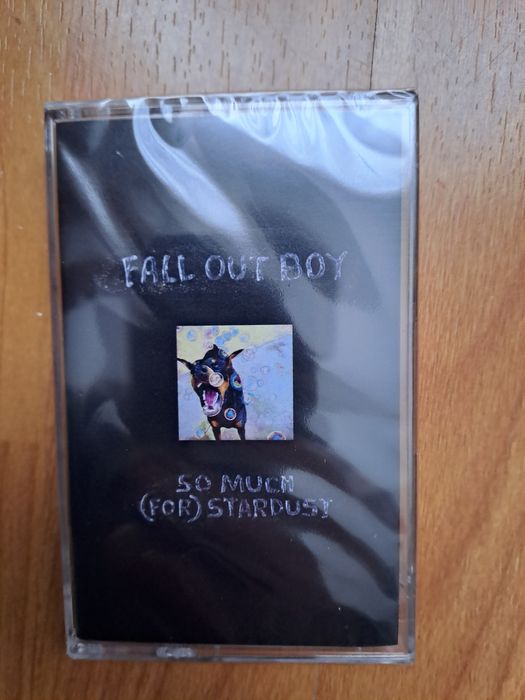 FALL OUT BOY
SO MUCH
(FOR) STARDUST